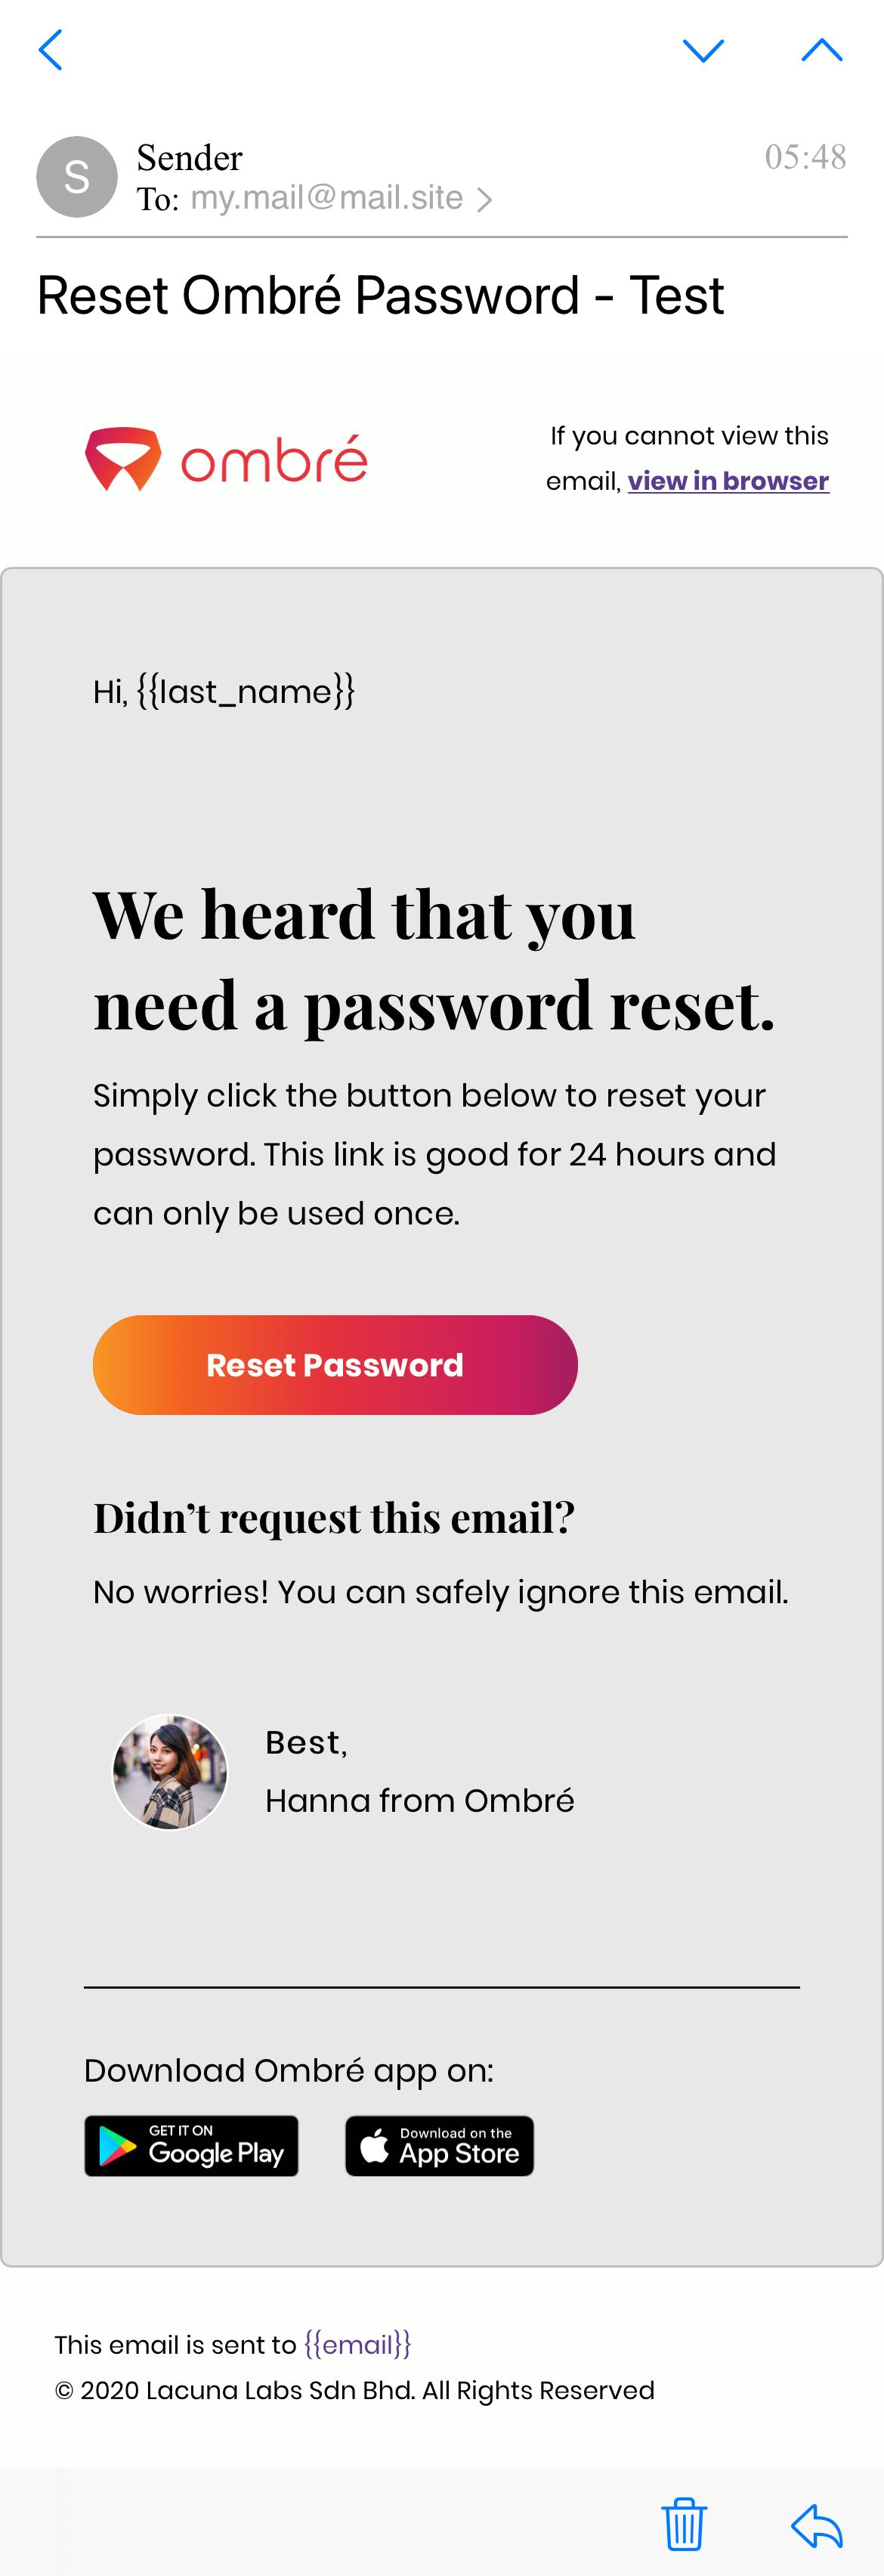 S
Sender
05:48
To: my.mail@mail.site
Reset Ombré Password - Test
ombré
If you cannot view this
email, view in browser
Hi, {{last_name}}
We heard that you
need a password reset.
Simply click the button below to reset your
password. This link is good for 24 hours and
can only be used once.
Reset Password
Didn’t request this email?
No worries! You can safely ignore this email.
Best,
Hanna from Ombré
Download Ombré app on:
GET IT ON
Google Play
Download on the
App Store
This email is sent to {{email}}
© 2020 Lacuna Labs Sdn Bhd. All Rights Reserved